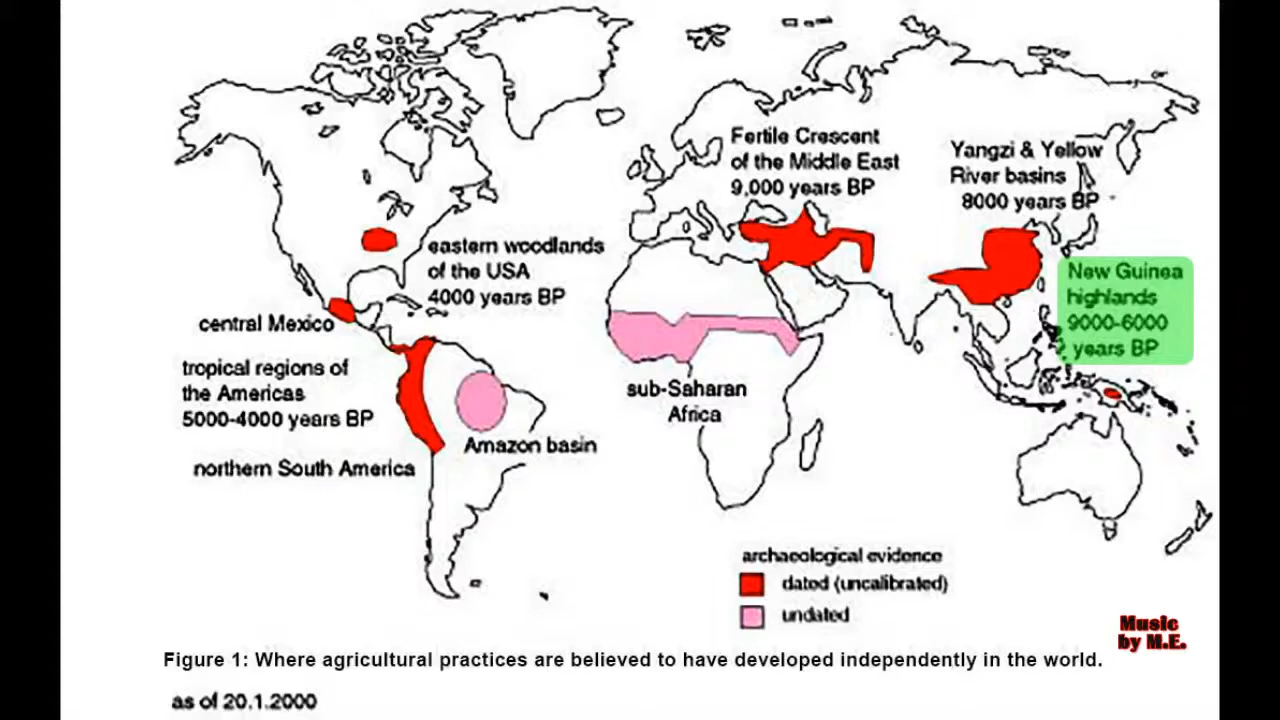 Fertile Crescent
of the Middle East
9,000 years BP
Yangzi & Yellow
River basins
8000 years BP
eastern woodlands
of the USA
4000 years BP
New Guinea
highlands
9000-6000
years BP
central Mexico
tropical regions of
the Americas
5000-4000 years BP
sub-Saharan
Africa
Amazon basin
northern South America
archaeological evidence
dated (uncalibrated)
undated
Music
by M.E.
Figure 1: Where agricultural practices are believed to have developed independently in the world.
as of 20.1.2000